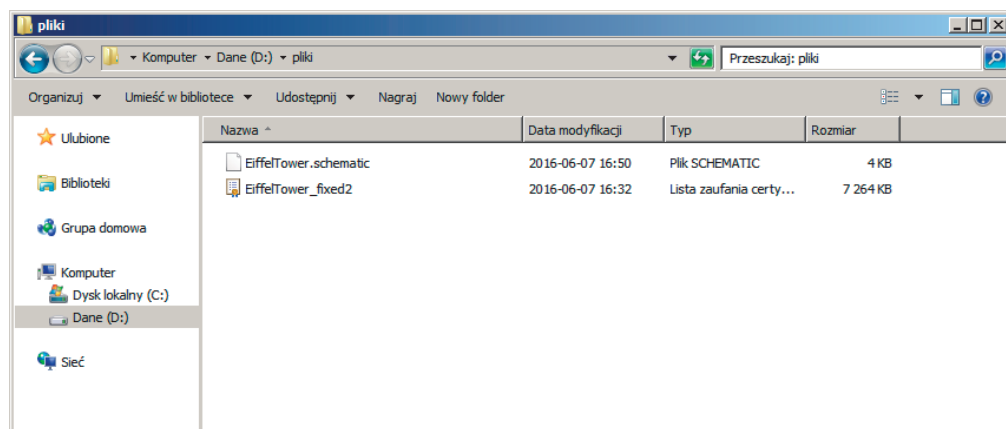 pliki
Komputer Dane (D:) pliki Przeszukaj: pliki
Organizuj Umieść w bibliotece Udostępnij Nagraj Nowy folder
Nazwa Data modyfikacji Typ Rozmiar
EiffelTower.schematic 2016-06-07 16:50 Plik SCHEMATIC 4 KB
EiffelTower_fixed2 2016-06-07 16:32 Lista zaufania certy... 7 264 KB
Ulubione
Biblioteki
Grupa domowa
Komputer
Dysk lokalny (C:)
Dane (D:)
Sieć